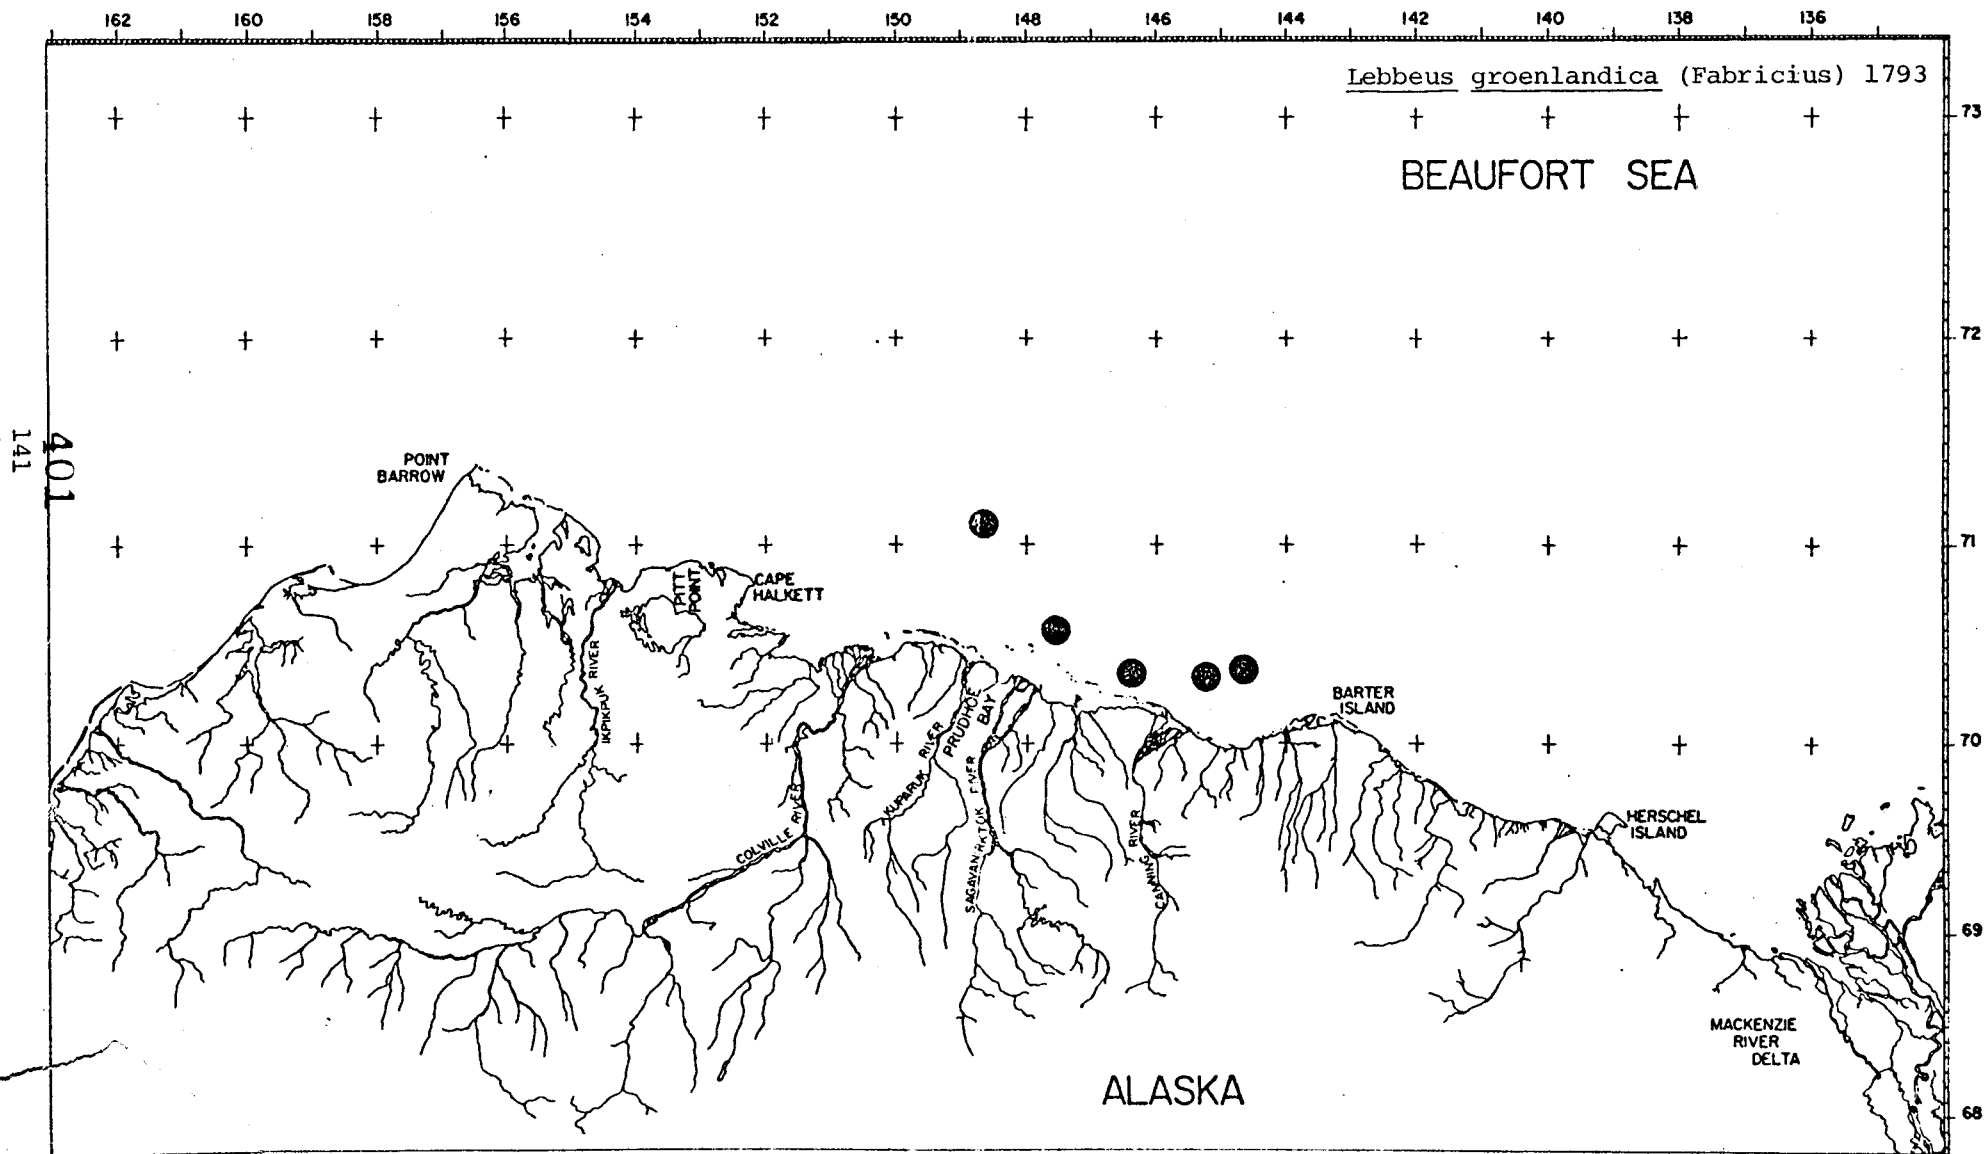 162 160 158 156 154 152 150 148 146 144 142 140 138 136
Lebbeus groenlandica (Fabricius) 1793
73
BEAUFORT SEA
72
141
401
POINT
BARROW
71
PITT
POINT
CAPE
HALKETT
IKPIKPUK RIVER
BARTER
ISLAND
PRUDHOE
BAY
70
KUPARUK RIVER
COLVILLE RIVER
SAGAVANIRKTOK RIVER
CANNING RIVER
HERSCHEL
ISLAND
69
MACKENZIE
RIVER
DELTA
ALASKA
68